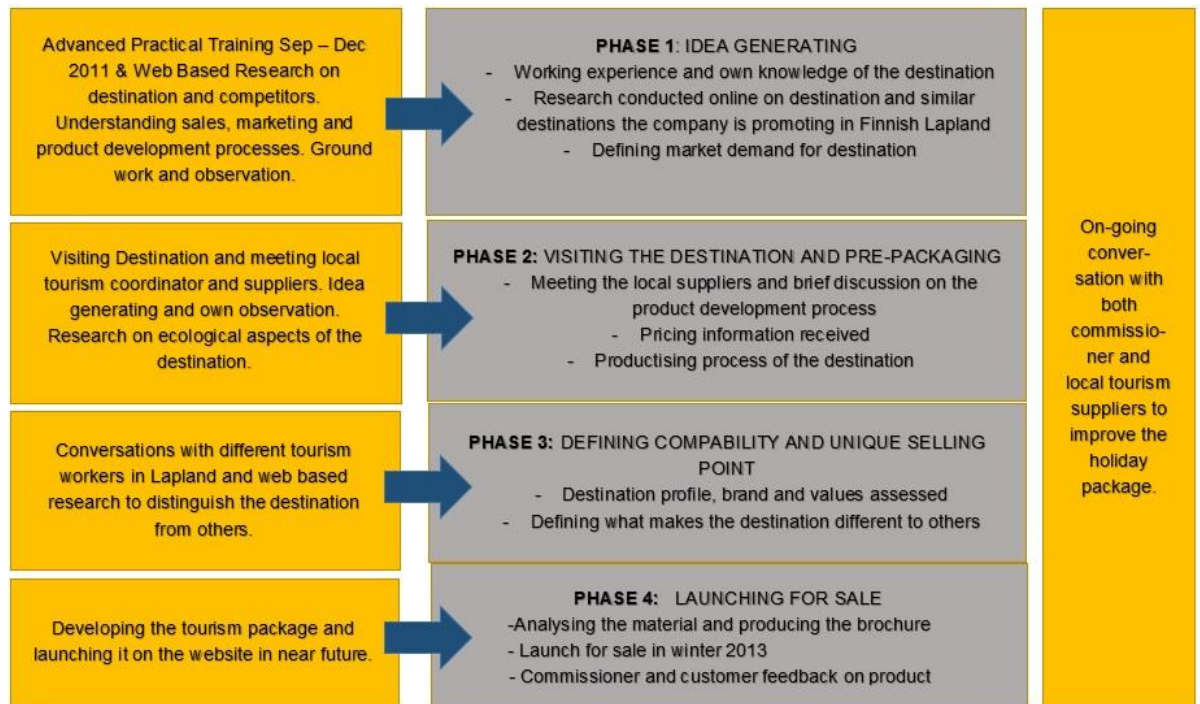 Advanced Practical Training Sep – Dec
2011 & Web Based Research on
destination and competitors.
Understanding sales, marketing and
product development processes. Ground
work and observation.
PHASE 1: IDEA GENERATING
- Working experience and own knowledge of the destination
- Research conducted online on destination and similar
destinations the company is promoting in Finnish Lapland
- Defining market demand for destination
Visiting Destination and meeting local
tourism coordinator and suppliers. Idea
generating and own observation.
Research on ecological aspects of the
destination.
PHASE 2: VISITING THE DESTINATION AND PRE-PACKAGING
- Meeting the local suppliers and brief discussion on the
product development process
- Pricing information received
- Productising process of the destination
Conversations with different tourism
workers in Lapland and web based
research to distinguish the destination
from others.
PHASE 3: DEFINING COMPABILITY AND UNIQUE SELLING
POINT
- Destination profile, brand and values assessed
- Defining what makes the destination different to others
Developing the tourism package and
launching it on the website in near future.
PHASE 4: LAUNCHING FOR SALE
-Analysing the material and producing the brochure
- Launch for sale in winter 2013
- Commissioner and customer feedback on product
On-going
conver-
sation with
both
commissio-
ner and
local tourism
suppliers to
improve the
holiday
package.